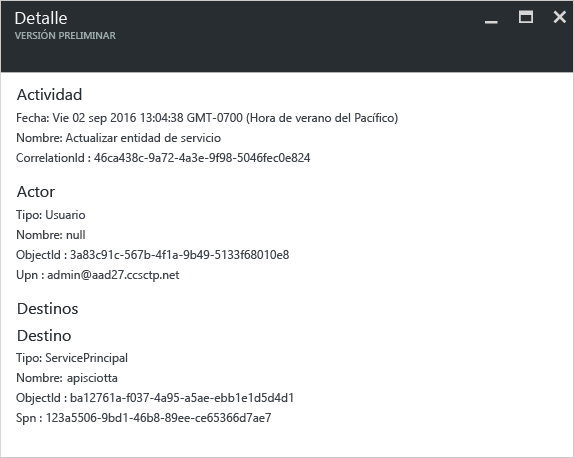 Detalle
VERSIÓN PRELIMINAR
Actividad
Fecha: Vie 02 sep 2016 13:04:38 GMT-0700 (Hora de verano del Pacífico)
Nombre: Actualizar entidad de servicio
CorrelationId : 46ca438c-9a72-4a3e-9f98-5046fec0e824
Actor
Tipo: Usuario
Nombre: null
ObjectId : 3a83c91c-567b-4f1a-9b49-5133f68010e8
Upn : admin@aad27.ccsctp.net
Destinos
Destino
Tipo: ServicePrincipal
Nombre: apisciotta
ObjectId : ba12761a-f037-4a95-a5ae-ebb1e1d5d4d1
Spn : 123a5506-9bd1-46b8-89ee-ce65366d7ae7